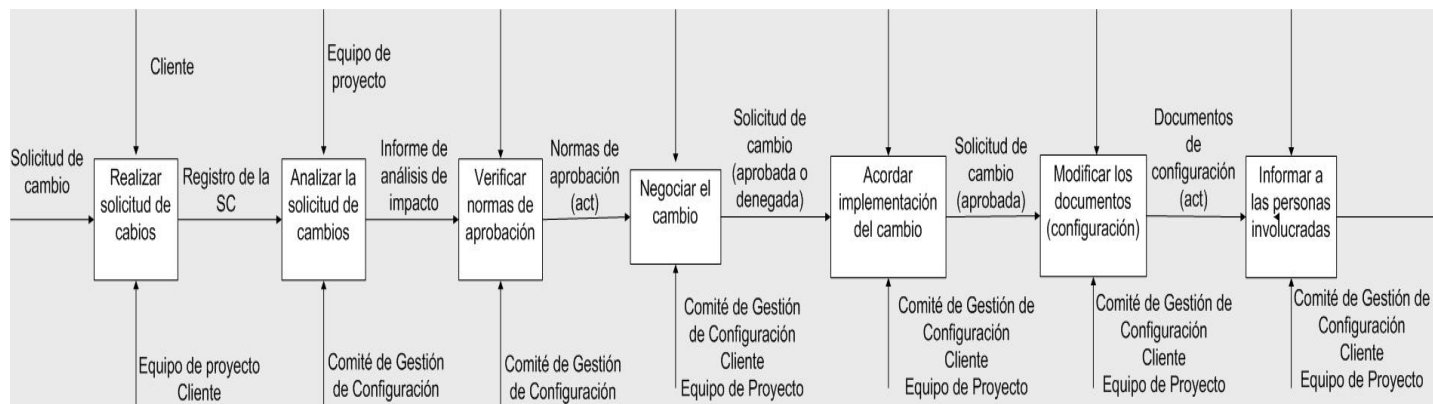 Cliente
Equipo de
proyecto
Solicitud de
cambio
Realizar
solicitud de
cabios
Registro de la
SC
Analizar la
solicitud de
cambios
Informe de
análisis de
impacto
Verificar
normas de
aprobación
Normas de
aprobación
(act)
Negociar el
cambio
Solicitud de
cambio
(aprobada o
denegada)
Acordar
implementación
del cambio
Solicitud de
cambio
(aprobada)
Modificar los
documentos
(configuración)
Documentos
de
configuración
(act)
Informar a
las personas
involucradas
Equipo de proyecto
Cliente
Comité de Gestión
de Configuración
Comité de Gestión
de Configuración
Comité de Gestión
de Configuración
Cliente
Equipo de Proyecto
Comité de Gestión de
Configuración
Cliente
Equipo de Proyecto
Comité de Gestión de
Configuración
Cliente
Equipo de Proyecto
Comité de Gestión de
Configuración
Cliente
Equipo de Proyecto